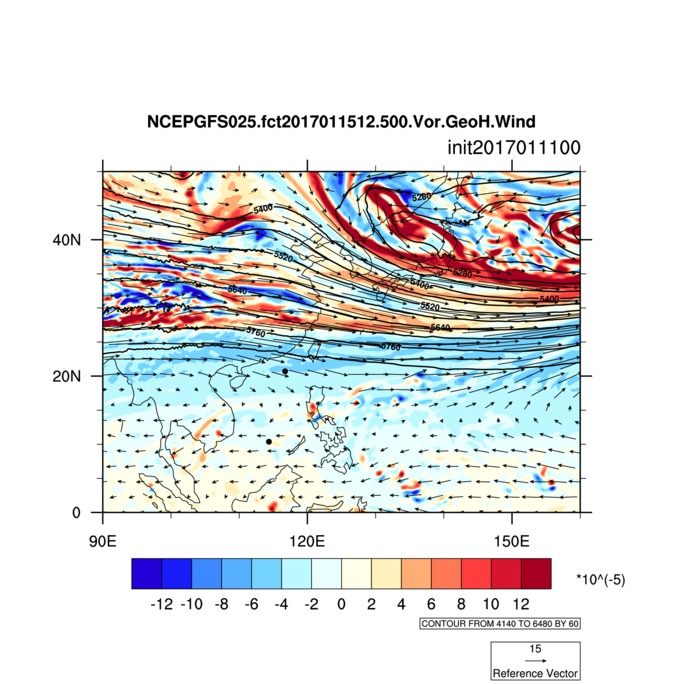 NCEPGFS025.fct2017011512.500.Vor.GeoH.Wind
init2017011100
5280
5400
40N
5520
5280
5400
5640
5400
5520
5760
5640
5760
20N
0
90E 120E 150E
-12 -10 -8 -6 -4 -2 0 2 4 6 8 10 12
*10^(-5)
CONTOUR FROM 4140 TO 6480 BY 60
15
Reference Vector